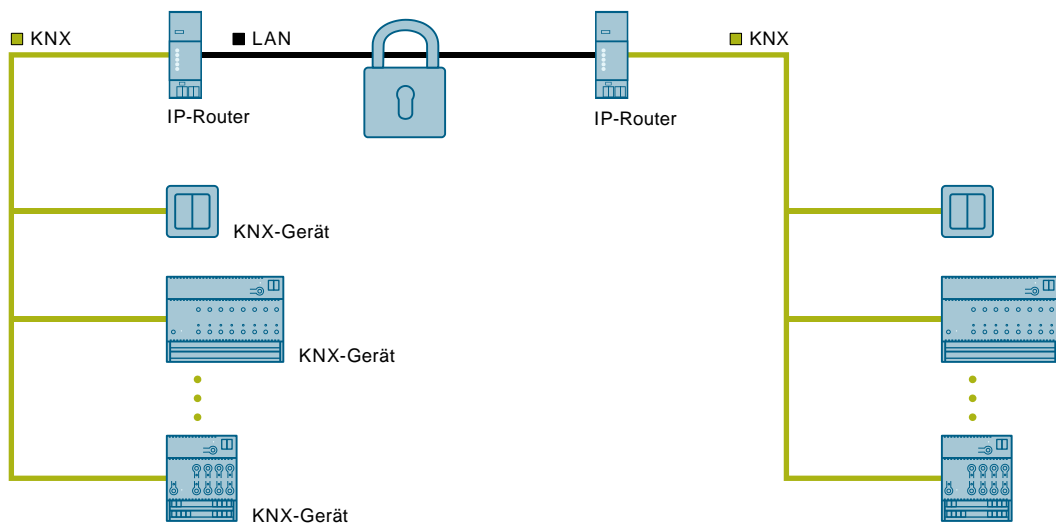 KNX
LAN
KNX
IP-Router
IP-Router
KNX-Gerät
KNX-Gerät
KNX-Gerät